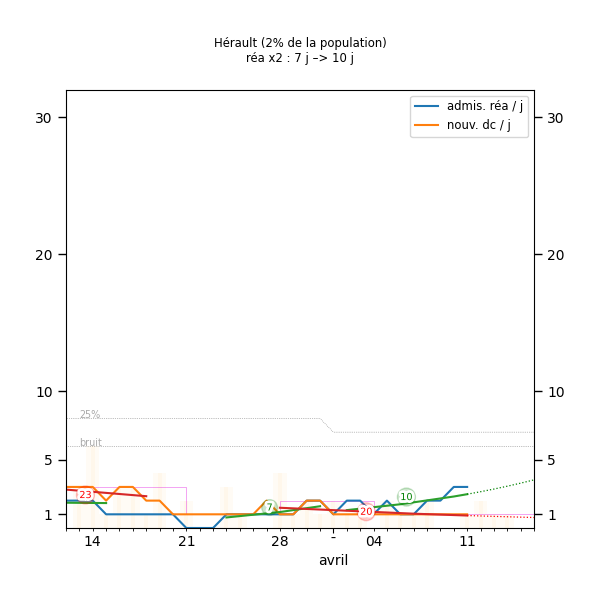 Hérault (2% de la population)
réa x2 : 7 j −> 10 j
admis. réa / j
nouv. dc / j
30 30
20 20
10 10
25%
bruit
5 5
23 7 20 10
1 1
14 21 28 - 04 11
avril